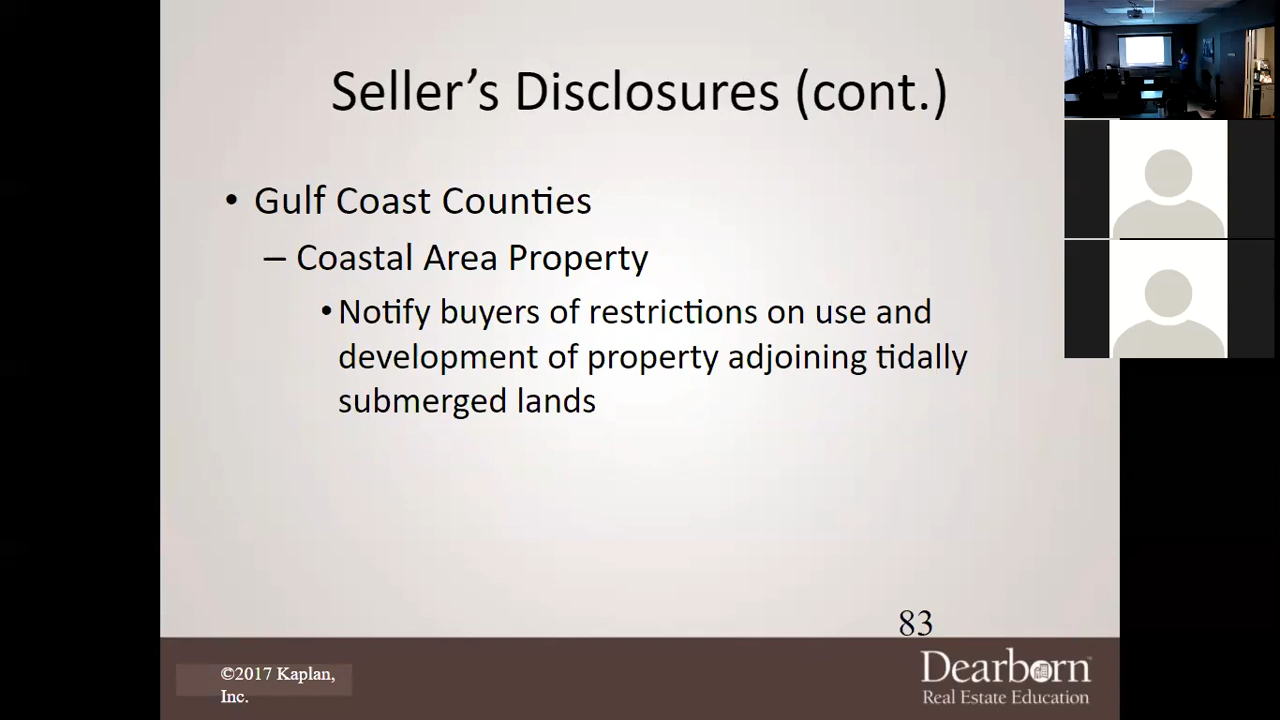 Seller’s Disclosures (cont.)
• Gulf Coast Counties
– Coastal Area Property
• Notify buyers of restrictions on use and
development of property adjoining tidally
submerged lands
83
©2017 Kaplan,
Inc.
Dearborn™
Real Estate Education